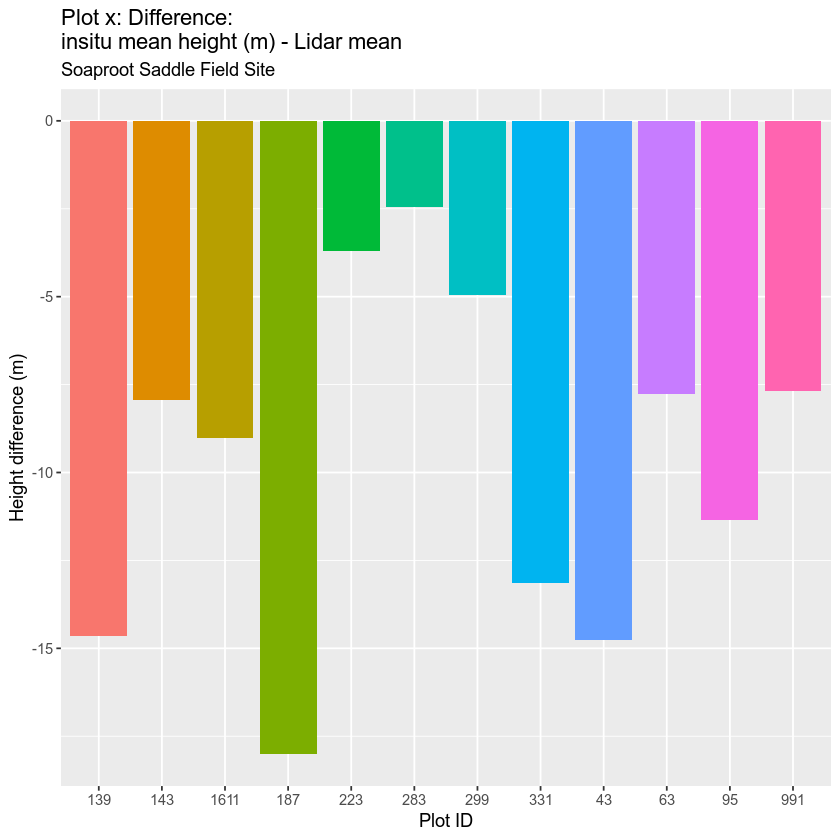 Plot x: Difference:
insitu mean height (m) - Lidar mean
Soaproot Saddle Field Site
Height difference (m)
0
-5
-10
-15
139 143 1611 187 223 283 299 331 43 63 95 991
Plot ID